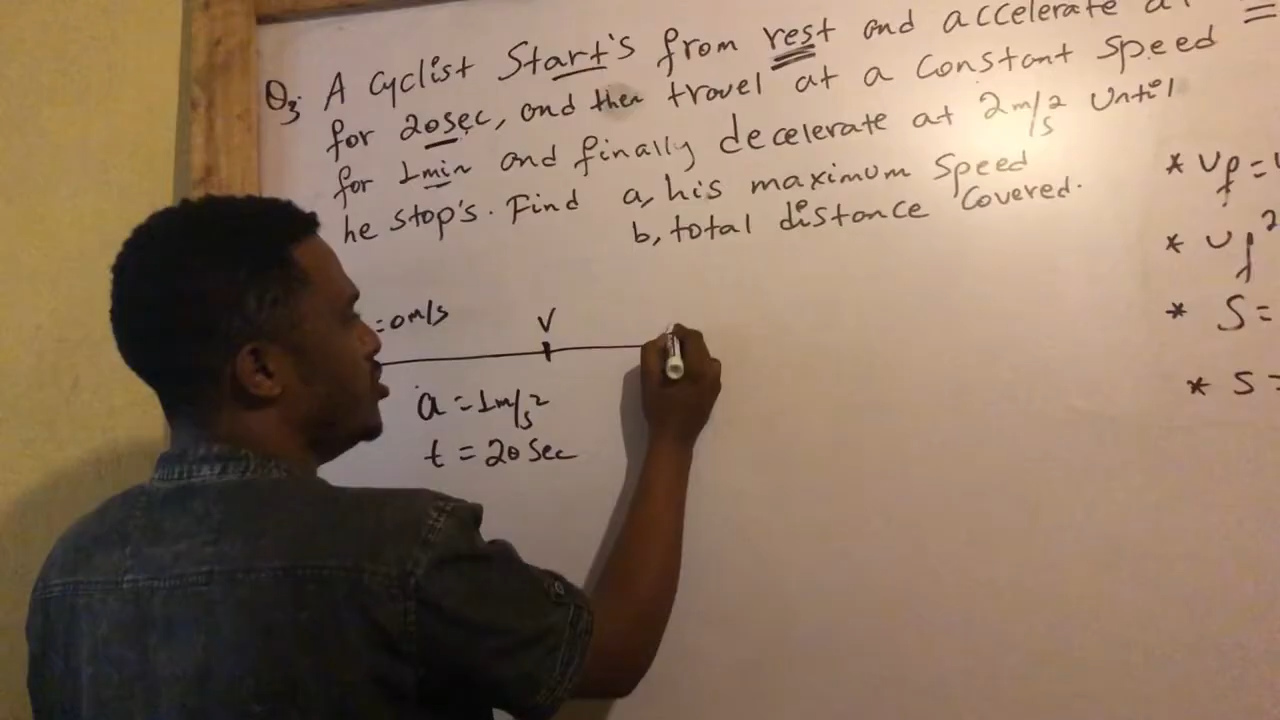 Q3. A cyclist Start's from rest and accelerate at =
for 20sec, and then travel at a constant speed
for 1min and finally decelerate at 2m/s2 until
he stop's. Find a, his maximum Speed
b, total distance Covered.
=0m/s V
a = 1m/s2
t = 20 Sec
* Vf =
* Vf2
* S=
* S=